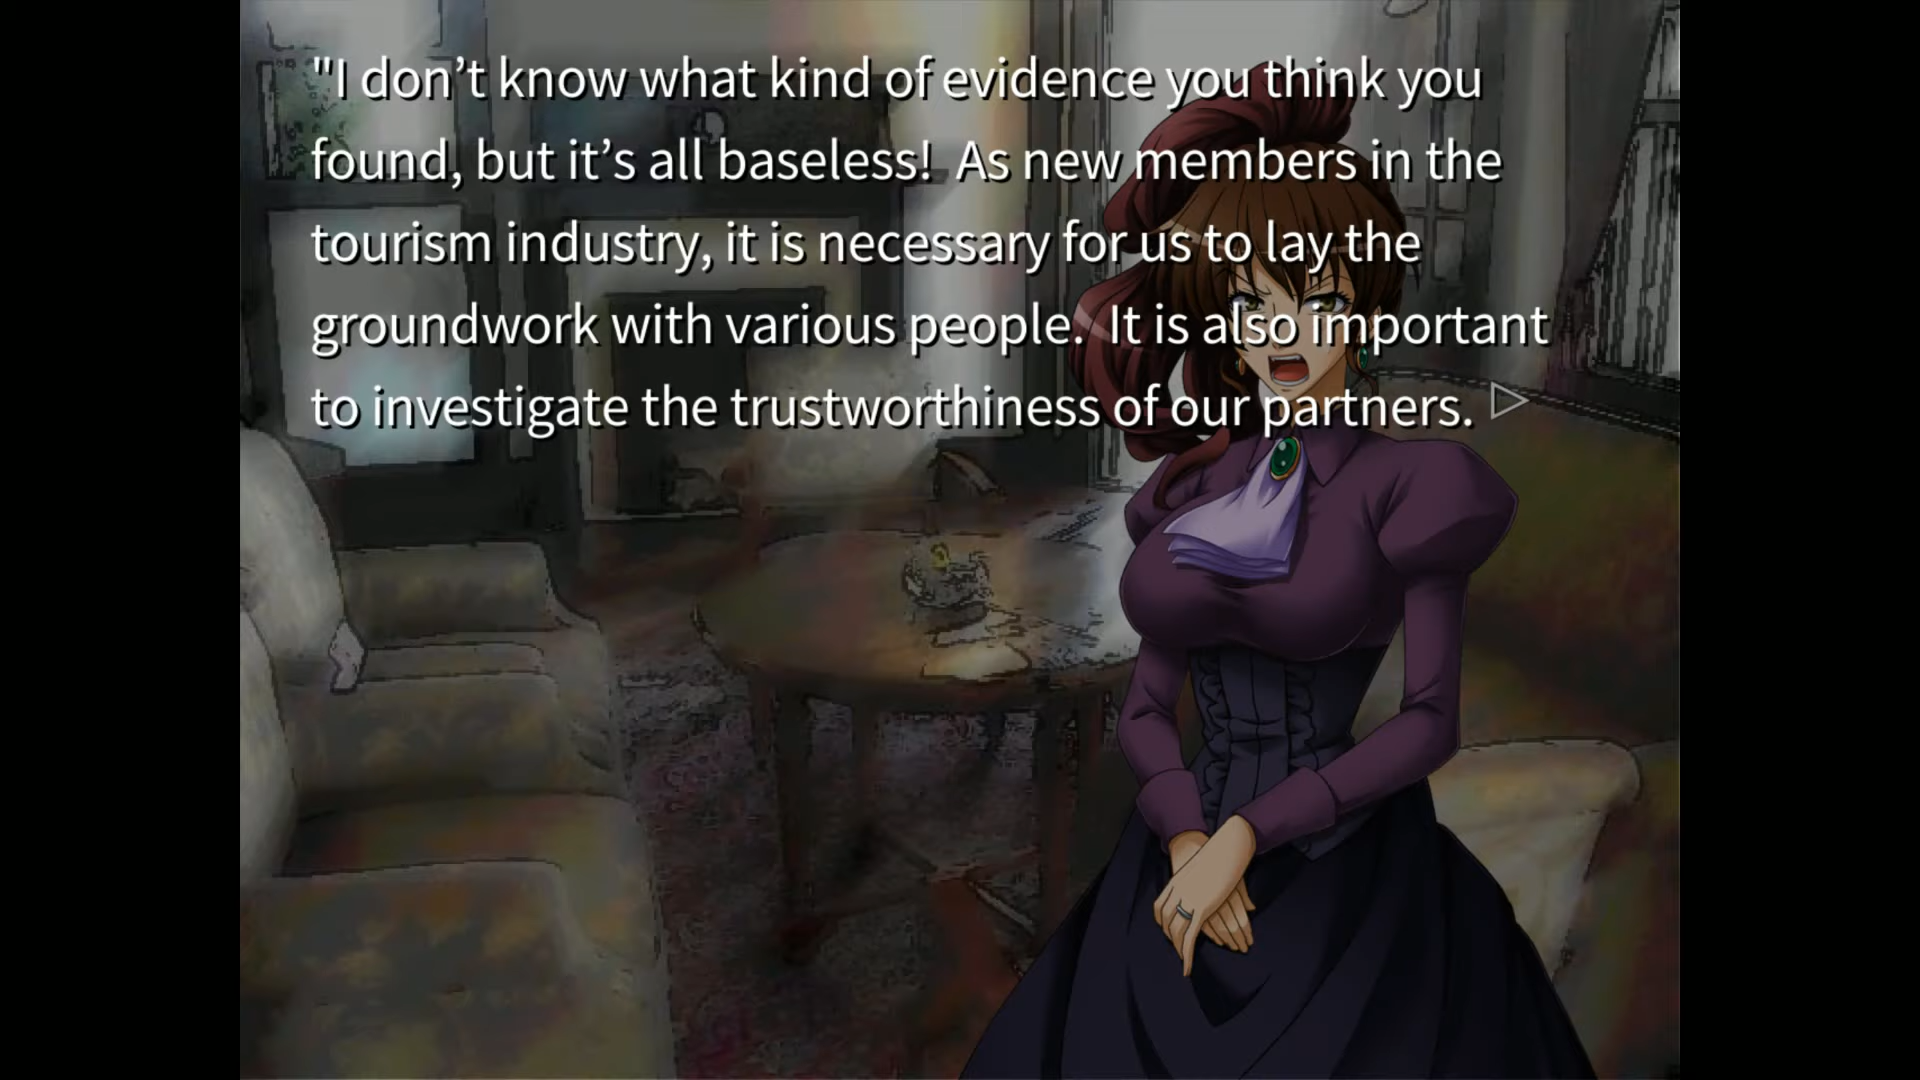 "I don’t know what kind of evidence you think you
found, but it’s all baseless!  As new members in the
tourism industry, it is necessary for us to lay the
groundwork with various people.  It is also important
to investigate the trustworthiness of our partners.